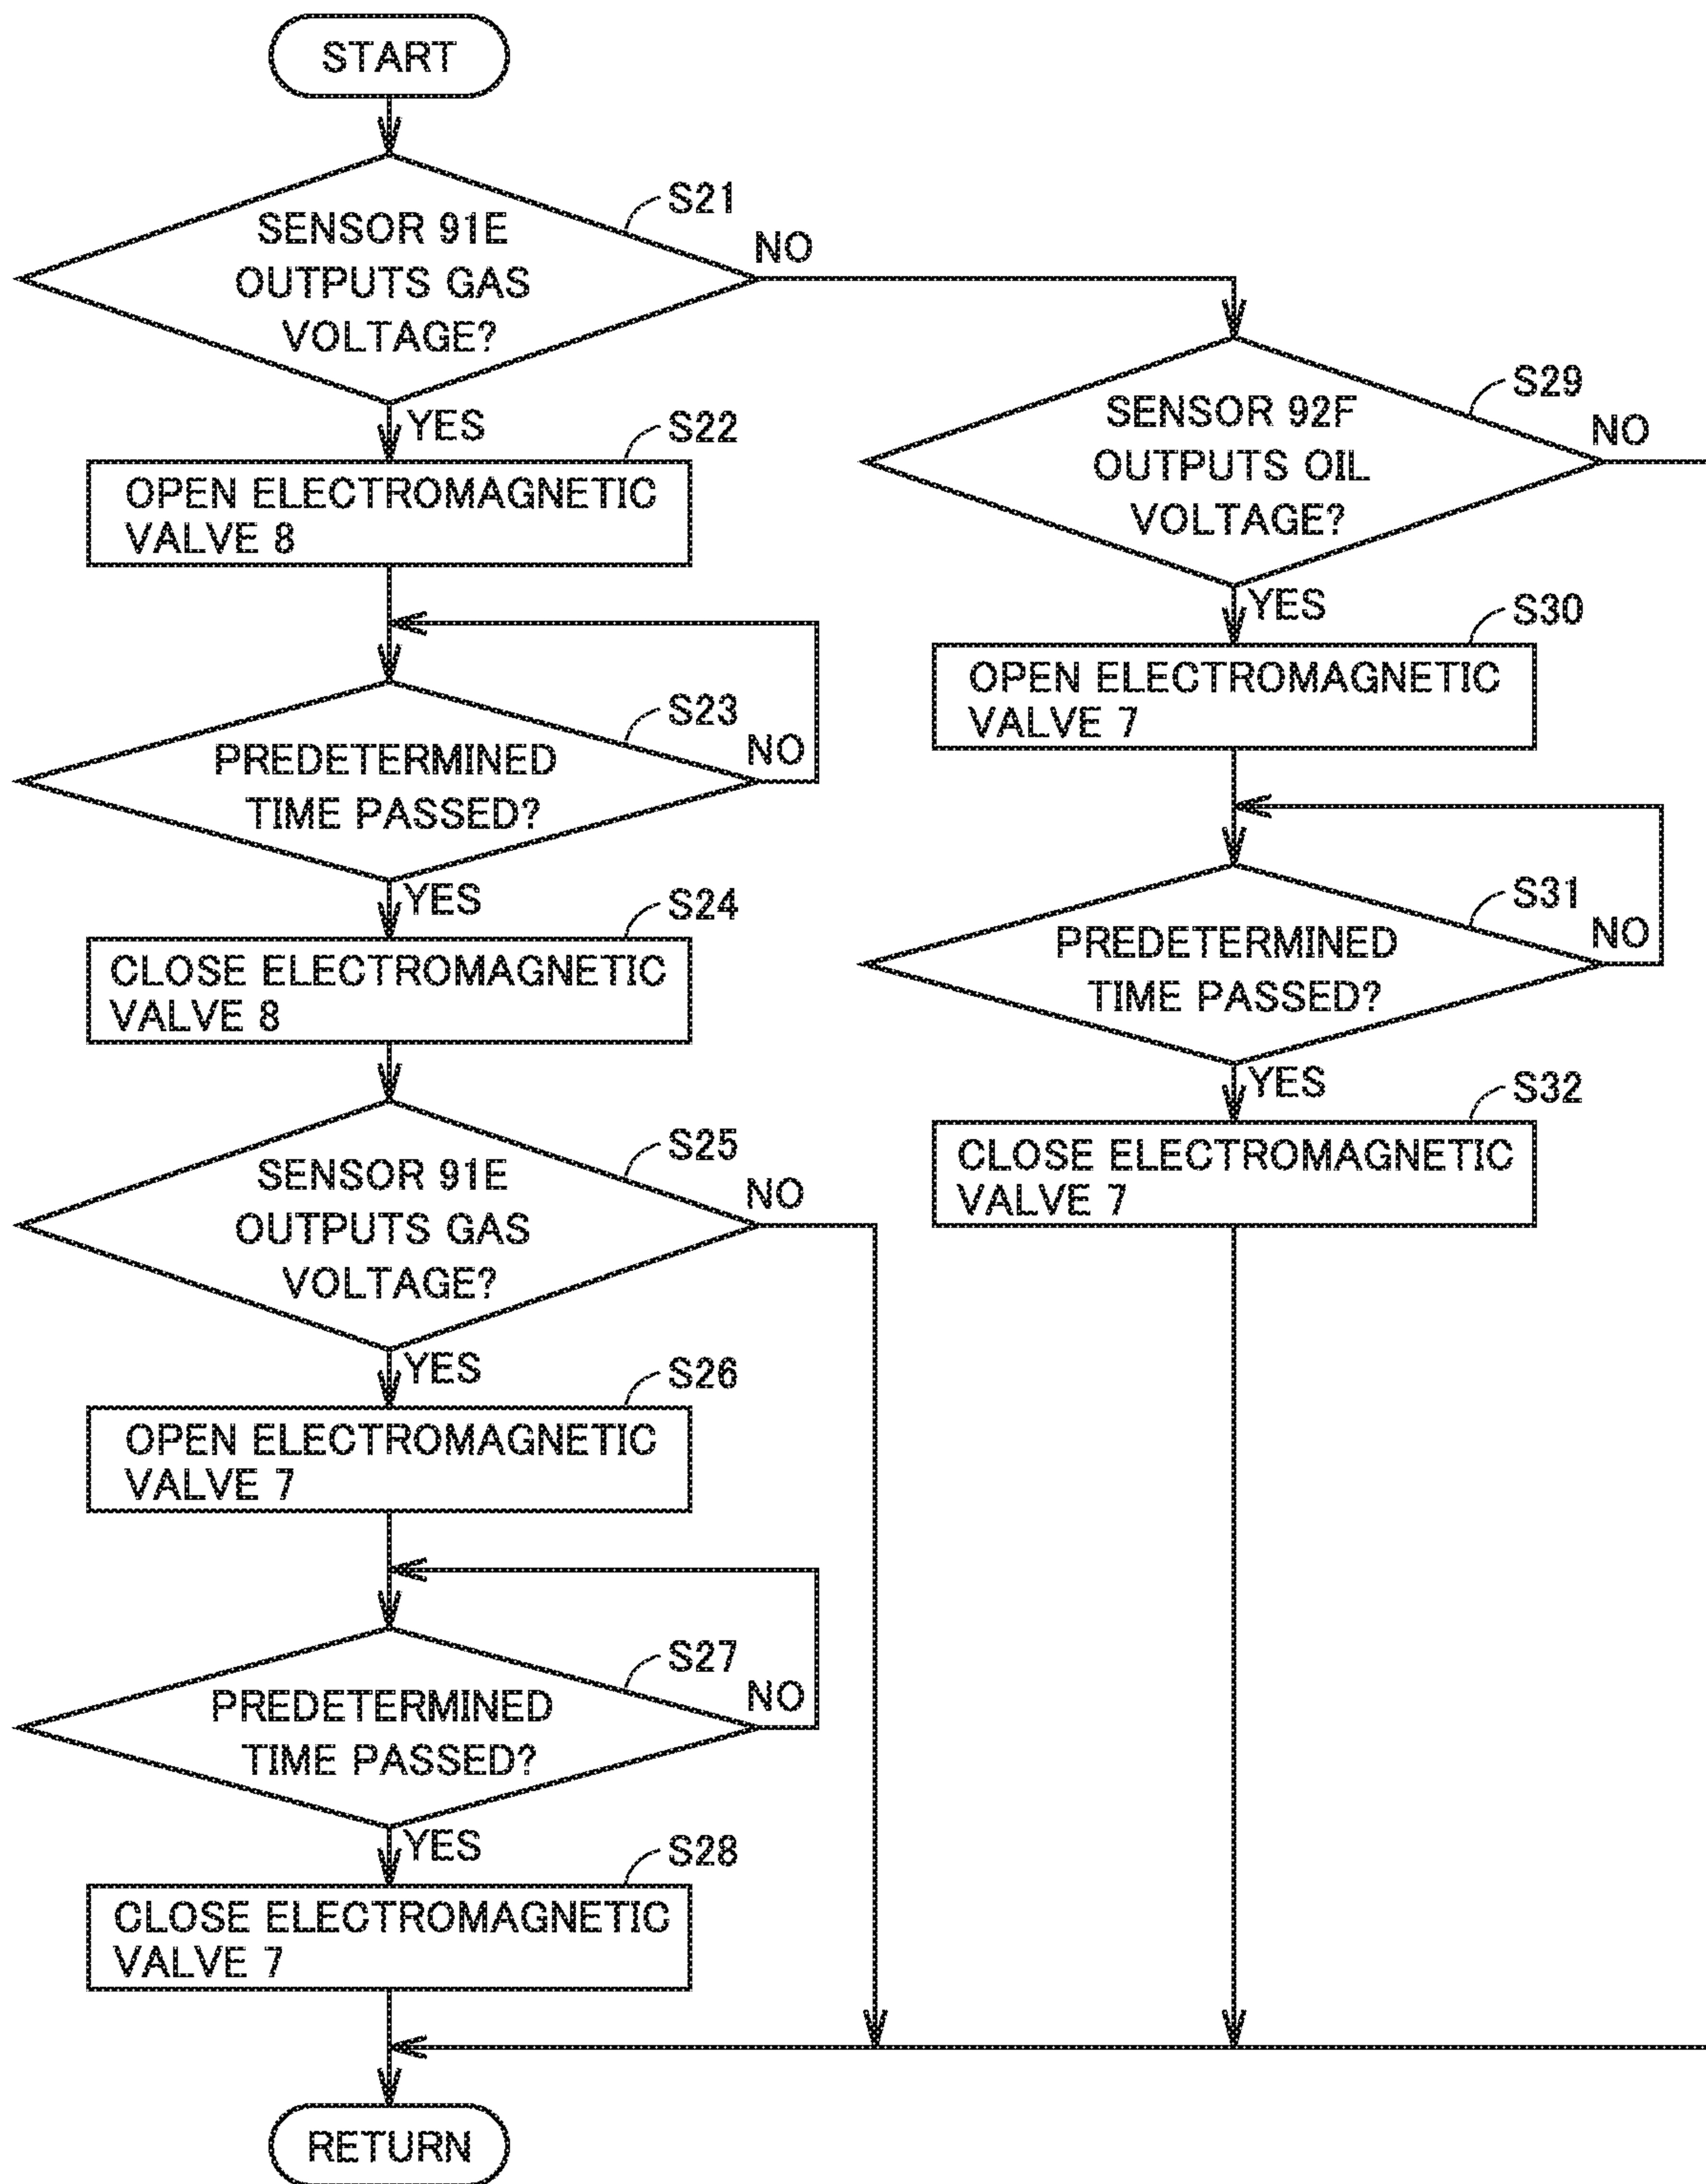 START
SENSOR 91E
OUTPUTS GAS
VOLTAGE?
S21
NO
YES
S22
OPEN ELECTROMAGNETIC
VALVE 8
PREDETERMINED
TIME PASSED?
S23
NO
YES
S24
CLOSE ELECTROMAGNETIC
VALVE 8
SENSOR 91E
OUTPUTS GAS
VOLTAGE?
S25
NO
YES
S26
OPEN ELECTROMAGNETIC
VALVE 7
PREDETERMINED
TIME PASSED?
S27
NO
YES
S28
CLOSE ELECTROMAGNETIC
VALVE 7
RETURN
SENSOR 92F
OUTPUTS OIL
VOLTAGE?
S29
NO
YES
S30
OPEN ELECTROMAGNETIC
VALVE 7
PREDETERMINED
TIME PASSED?
S31
NO
YES
S32
CLOSE ELECTROMAGNETIC
VALVE 7